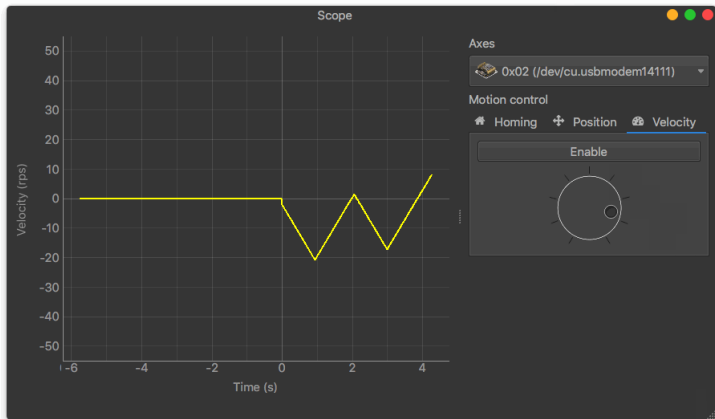 Scope
50
40
30
20
10
0
-10
-20
-30
-40
-50
Velocity (rps)
-6
-4
-2
0
2
4
Time (s)
Axes
0x02 (/dev/cu.usbmodem14111)
Motion control
Homing Position Velocity
Enable